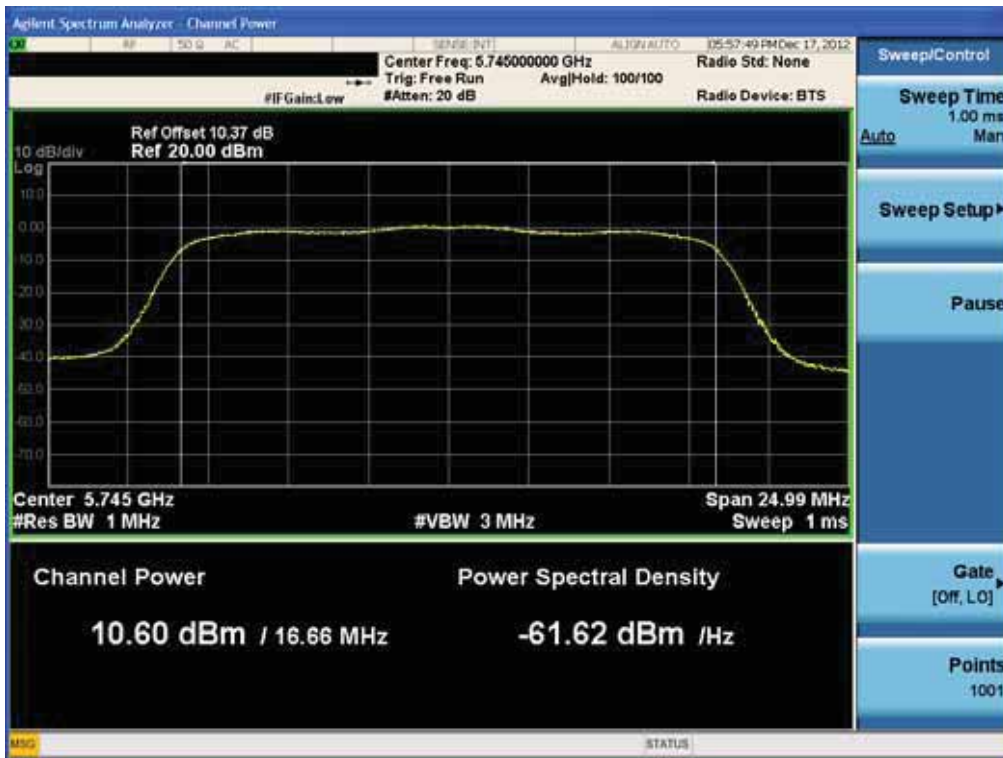 Agilent Spectrum Analyzer - Channel Power
RF 50 Ω AC SENSE:INT ALIGN AUTO 05:57:49 PM Dec 17, 2012
Center Freq: 5.745000000 GHz Radio Std: None
Trig: Free Run Avg|Hold: 100/100
#IFGain:Low #Atten: 20 dB Radio Device: BTS
Ref Offset 10.37 dB
10 dB/div Ref 20.00 dBm
Log
10.0
0.00
-10.0
-20.0
-30.0
-40.0
-50.0
-60.0
-70.0
Center 5.745 GHz Span 24.99 MHz
#Res BW 1 MHz #VBW 3 MHz Sweep 1 ms
Channel Power Power Spectral Density
10.60 dBm / 16.66 MHz -61.62 dBm /Hz
MSG STATUS
Sweep/Control
Sweep Time
1.00 ms
Auto Man
Sweep Setup
Pause
Gate
[Off, LO]
Points
1001